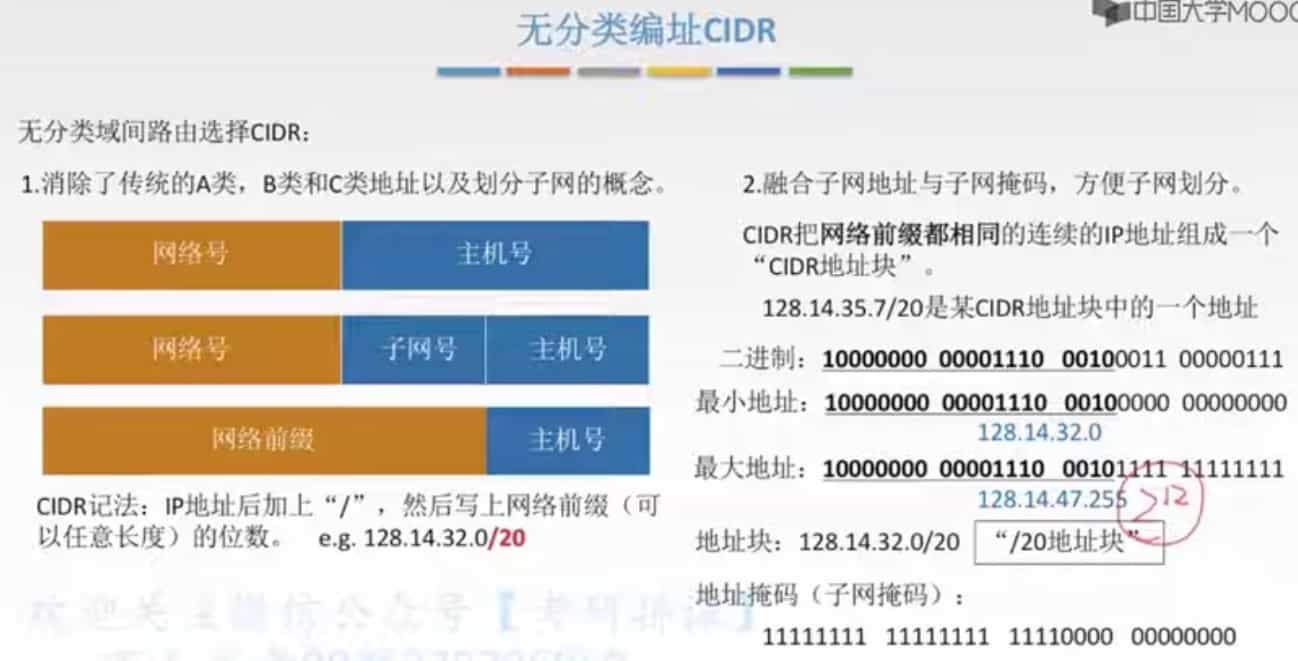 中国大学MOOC
无分类编址CIDR
无分类域间路由选择CIDR：
1.消除了传统的A类，B类和C类地址以及划分子网的概念。
网络号 主机号
网络号 子网号 主机号
网络前缀 主机号
CIDR记法：IP地址后加上“/”，然后写上网络前缀（可
以任意长度）的位数。 e.g. 128.14.32.0/20
2.融合子网地址与子网掩码，方便子网划分。
CIDR把网络前缀都相同的连续的IP地址组成一个
“CIDR地址块”。
128.14.35.7/20是某CIDR地址块中的一个地址
二进制：10000000 00001110 00100011 00000111
最小地址：10000000 00001110 00100000 00000000
128.14.32.0
最大地址：10000000 00001110 00101111 11111111
128.14.47.255
2^12
地址块：128.14.32.0/20 “/20地址块”
地址掩码（子网掩码）：
11111111 11111111 11110000 00000000
欢迎关注微信公众号